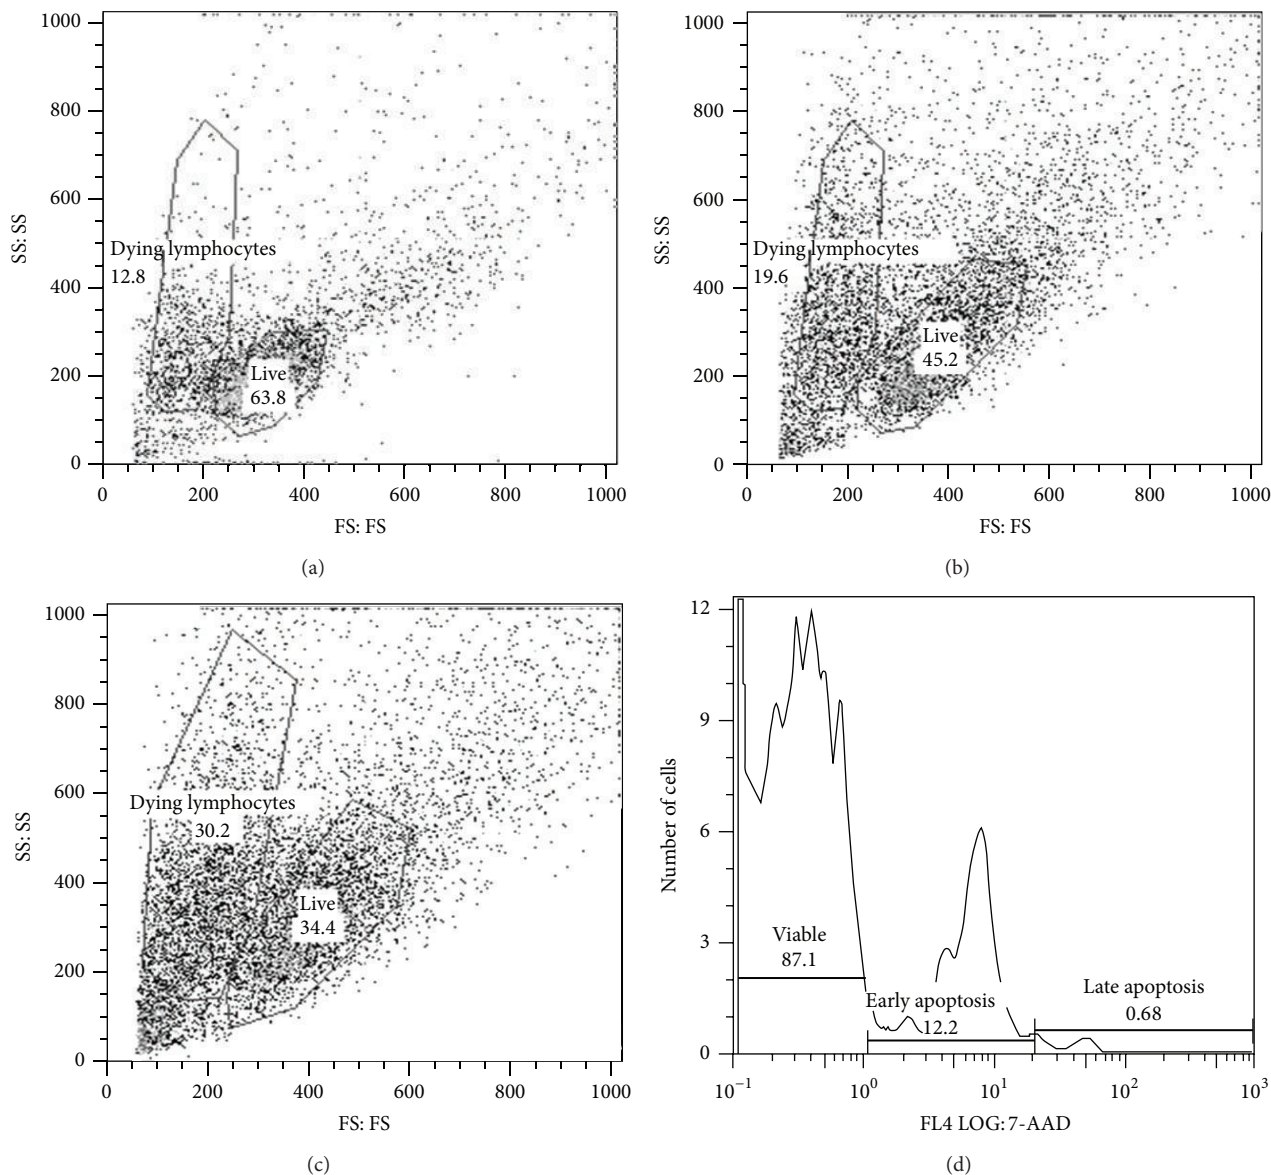 1000
800
600
400
200
0
SS: SS
Dying lymphocytes
12.8
Live
63.8
0 200 400 600 800 1000
FS: FS
(a)
1000
800
600
400
200
0
SS: SS
Dying lymphocytes
19.6
Live
45.2
0 200 400 600 800 1000
FS: FS
(b)
1000
800
600
400
200
0
SS: SS
Dying lymphocytes
30.2
Live
34.4
0 200 400 600 800 1000
FS: FS
(c)
12
9
6
3
0
Number of cells
Viable
87.1
Early apoptosis
12.2
Late apoptosis
0.68
10⁻¹ 10⁰ 10¹ 10² 10³
FL4 LOG: 7-AAD
(d)